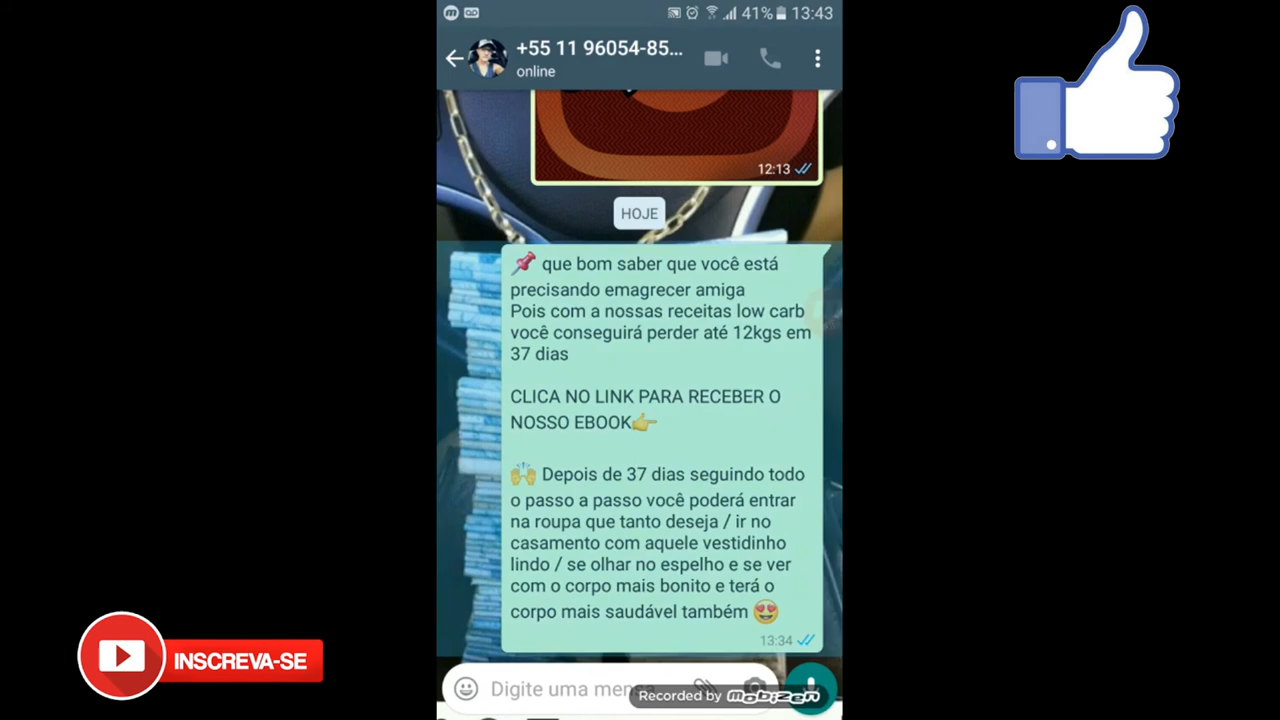 41% 13:43
+55 11 96054-85...
online
12:13
HOJE
📌 que bom saber que você está
precisando emagrecer amiga
Pois com a nossas receitas low carb
você conseguirá perder até 12kgs em
37 dias
CLICA NO LINK PARA RECEBER O
NOSSO EBOOK👉
🙌 Depois de 37 dias seguindo todo
o passo a passo você poderá entrar
na roupa que tanto deseja / ir no
casamento com aquele vestidinho
lindo / se olhar no espelho e se ver
com o corpo mais bonito e terá o
corpo mais saudável também 😍
13:34
INSCREVA-SE
Digite uma
Recorded by mobizen